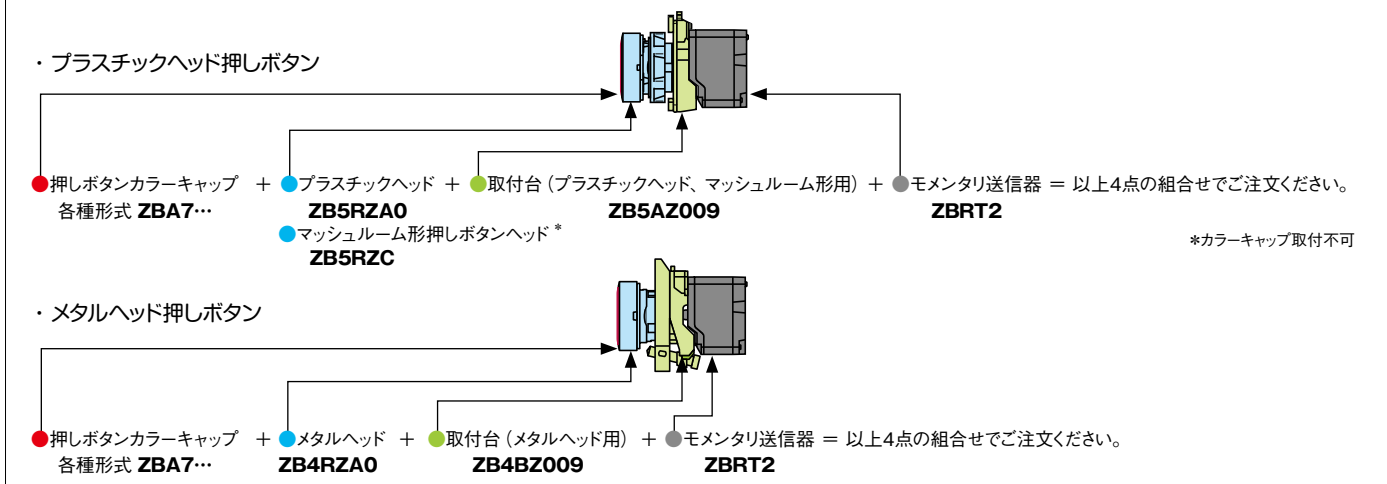 ・プラスチックヘッド押しボタン
●押しボタンカラーキャップ + ●プラスチックヘッド + ●取付台(プラスチックヘッド、マッシュルーム形用) + ●モメンタリ送信器 = 以上4点の組合せでご注文ください。
各種形式 ZBA7… ZB5RZA0 ZB5AZ009 ZBRT2
●マッシュルーム形押しボタンヘッド* *カラーキャップ取付不可
ZB5RZC
・メタルヘッド押しボタン
●押しボタンカラーキャップ + ●メタルヘッド + ●取付台(メタルヘッド用) + ●モメンタリ送信器 = 以上4点の組合せでご注文ください。
各種形式 ZBA7… ZB4RZA0 ZB4BZ009 ZBRT2